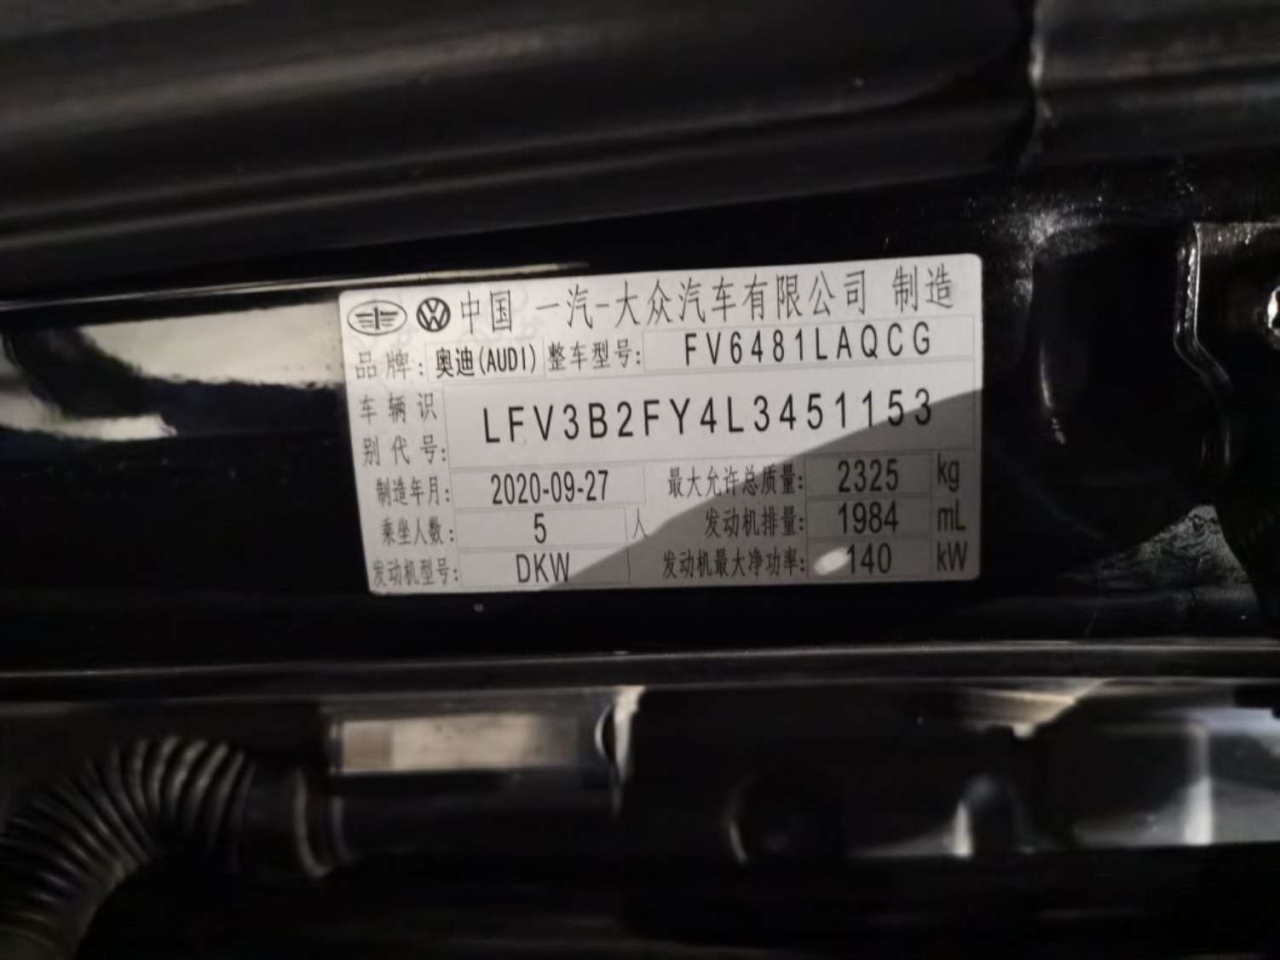 中国 一汽-大众汽车有限公司 制造
品牌: 奥迪(AUDI) 整车型号: FV6481LAQCG
车辆识别代号: LFV3B2FY4L3451153
制造年月: 2020-09-27 最大允许总质量: 2325 kg
乘坐人数: 5 人 发动机排量: 1984 mL
发动机型号: DKW 发动机最大净功率: 140 kW